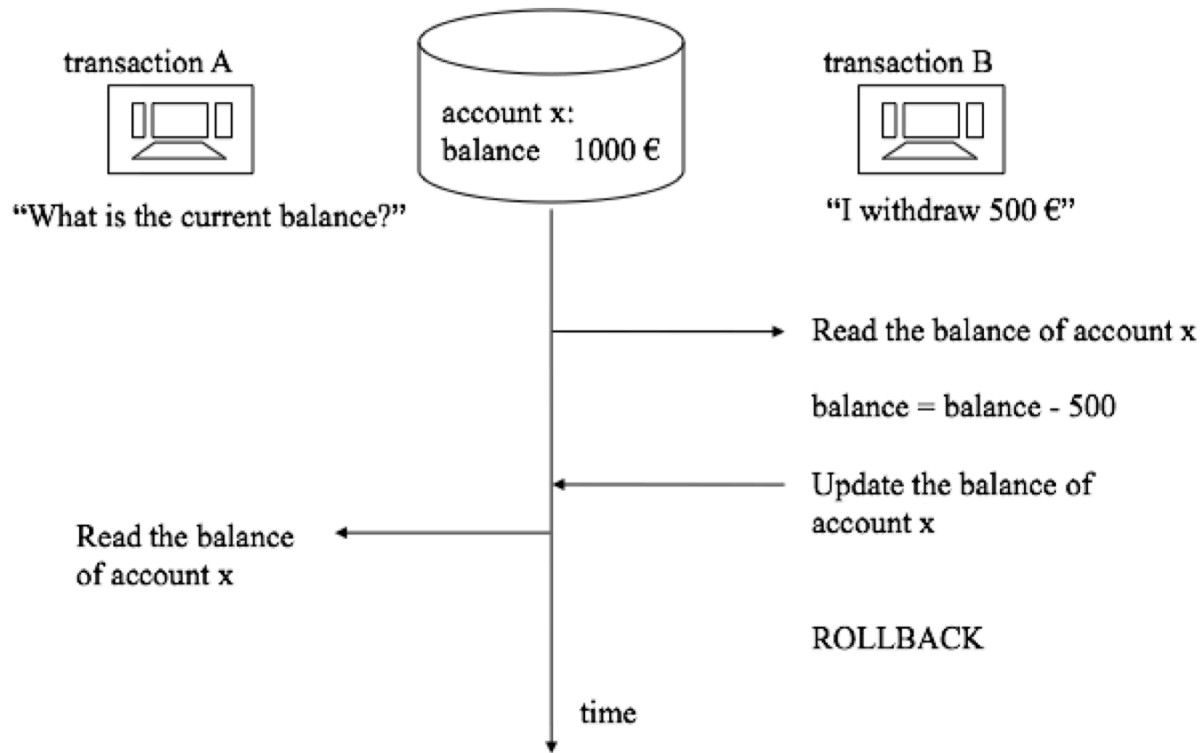 transaction A
transaction B
account x:
balance 1000 €
“What is the current balance?”
“I withdraw 500 €”
Read the balance of account x
balance = balance - 500
Update the balance of
account x
Read the balance
of account x
ROLLBACK
time